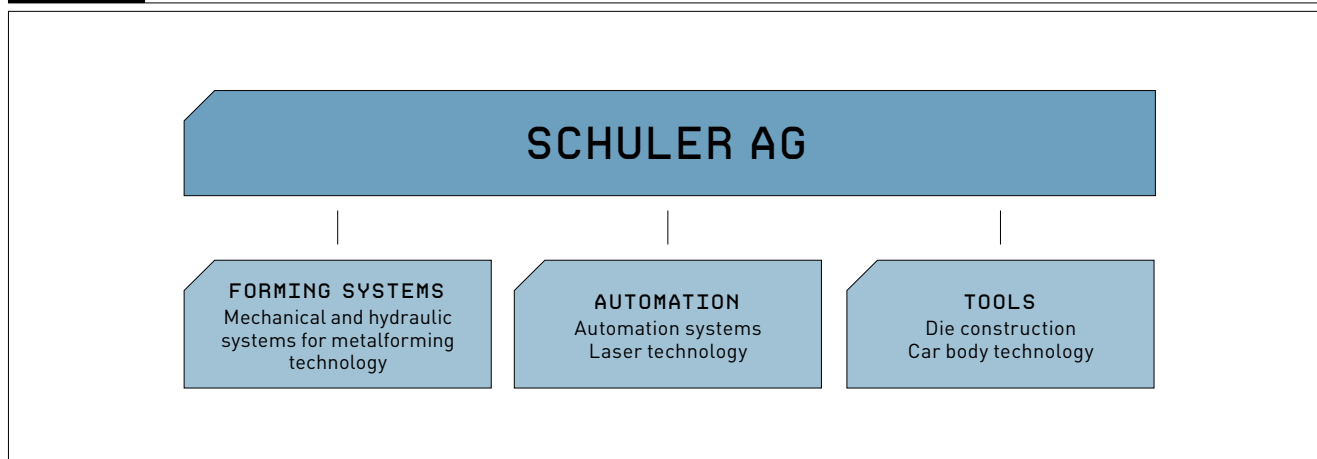 SCHULER AG
FORMING SYSTEMS
Mechanical and hydraulic
systems for metalforming
technology
AUTOMATION
Automation systems
Laser technology
TOOLS
Die construction
Car body technology